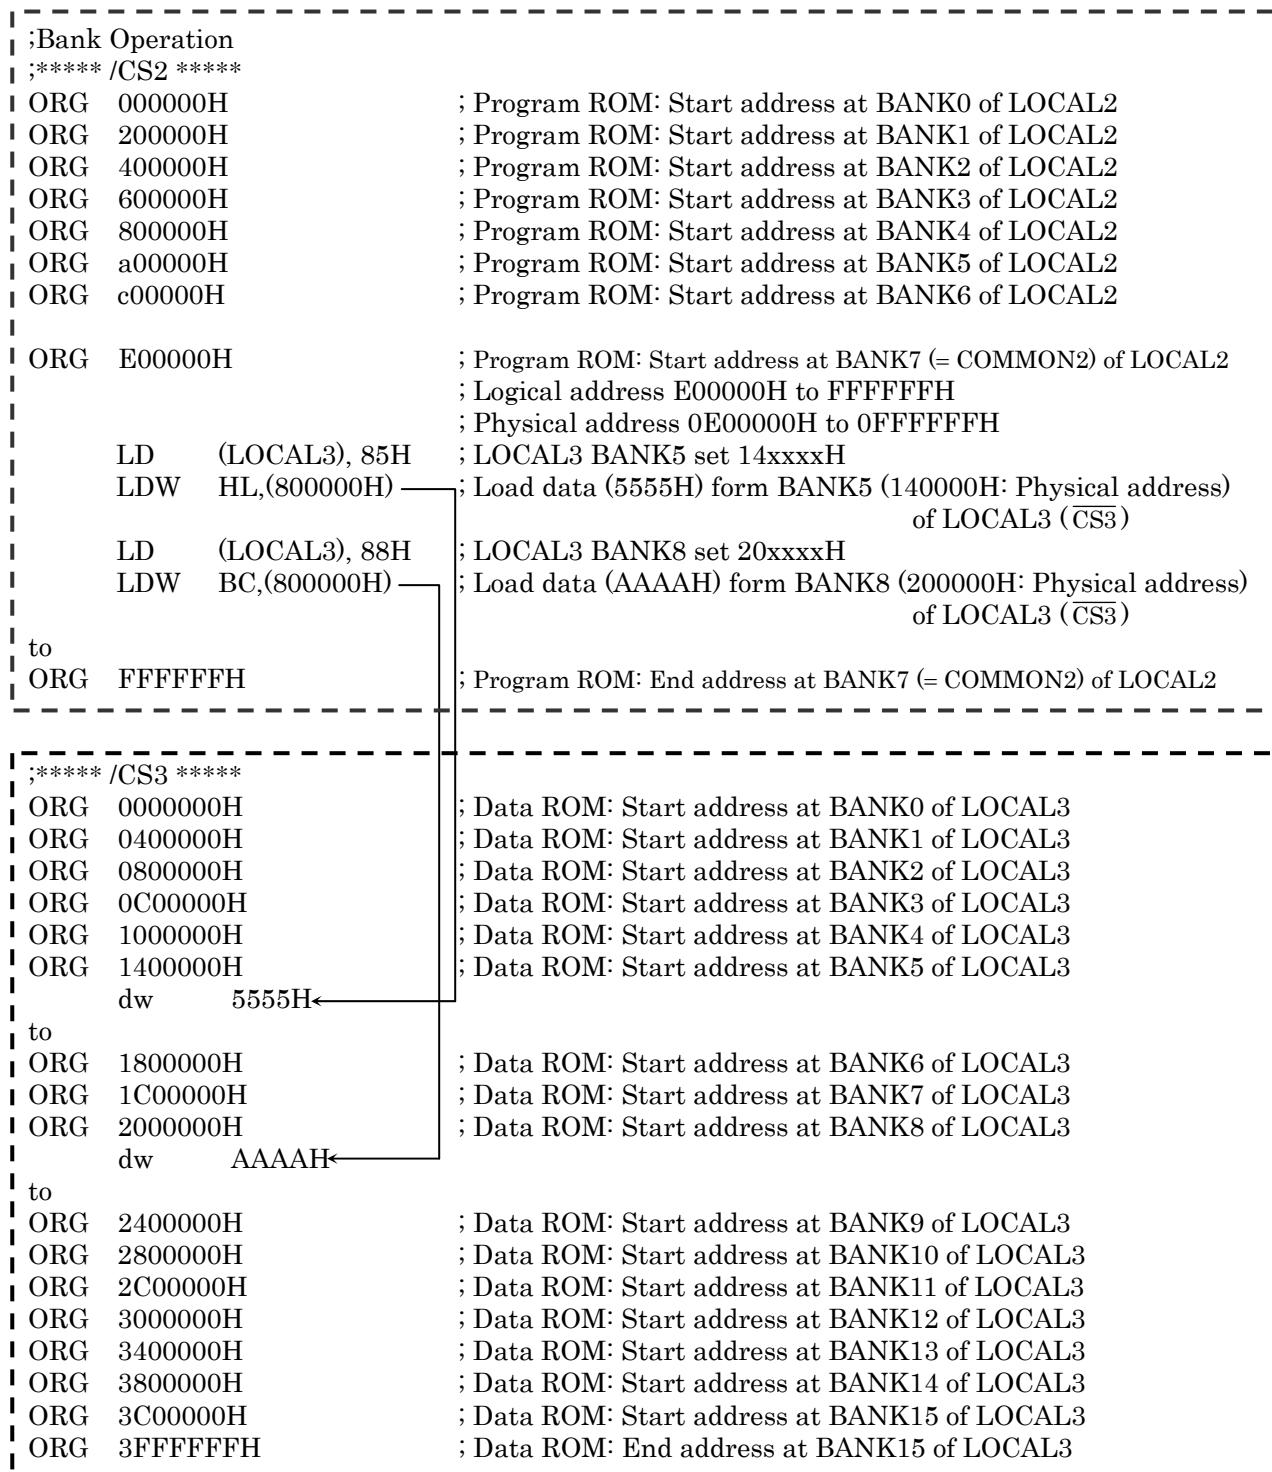 ;Bank Operation
;***** /CS2 *****
ORG 000000H ; Program ROM: Start address at BANK0 of LOCAL2
ORG 200000H ; Program ROM: Start address at BANK1 of LOCAL2
ORG 400000H ; Program ROM: Start address at BANK2 of LOCAL2
ORG 600000H ; Program ROM: Start address at BANK3 of LOCAL2
ORG 800000H ; Program ROM: Start address at BANK4 of LOCAL2
ORG a00000H ; Program ROM: Start address at BANK5 of LOCAL2
ORG c00000H ; Program ROM: Start address at BANK6 of LOCAL2
ORG E00000H ; Program ROM: Start address at BANK7 (= COMMON2) of LOCAL2
; Logical address E00000H to FFFFFFH
; Physical address 0E00000H to 0FFFFFFH
LD (LOCAL3), 85H ; LOCAL3 BANK5 set 14xxxxH
LDW HL,(800000H) ; Load data (5555H) form BANK5 (140000H: Physical address)
of LOCAL3 (CS3)
LD (LOCAL3), 88H ; LOCAL3 BANK8 set 20xxxxH
LDW BC,(800000H) ; Load data (AAAAH) form BANK8 (200000H: Physical address)
of LOCAL3 (CS3)
to
ORG FFFFFFH ; Program ROM: End address at BANK7 (= COMMON2) of LOCAL2
;***** /CS3 *****
ORG 0000000H ; Data ROM: Start address at BANK0 of LOCAL3
ORG 0400000H ; Data ROM: Start address at BANK1 of LOCAL3
ORG 0800000H ; Data ROM: Start address at BANK2 of LOCAL3
ORG 0C00000H ; Data ROM: Start address at BANK3 of LOCAL3
ORG 1000000H ; Data ROM: Start address at BANK4 of LOCAL3
ORG 1400000H ; Data ROM: Start address at BANK5 of LOCAL3
dw 5555H
to
ORG 1800000H ; Data ROM: Start address at BANK6 of LOCAL3
ORG 1C00000H ; Data ROM: Start address at BANK7 of LOCAL3
ORG 2000000H ; Data ROM: Start address at BANK8 of LOCAL3
dw AAAAH
to
ORG 2400000H ; Data ROM: Start address at BANK9 of LOCAL3
ORG 2800000H ; Data ROM: Start address at BANK10 of LOCAL3
ORG 2C00000H ; Data ROM: Start address at BANK11 of LOCAL3
ORG 3000000H ; Data ROM: Start address at BANK12 of LOCAL3
ORG 3400000H ; Data ROM: Start address at BANK13 of LOCAL3
ORG 3800000H ; Data ROM: Start address at BANK14 of LOCAL3
ORG 3C00000H ; Data ROM: Start address at BANK15 of LOCAL3
ORG 3FFFFFFH ; Data ROM: End address at BANK15 of LOCAL3